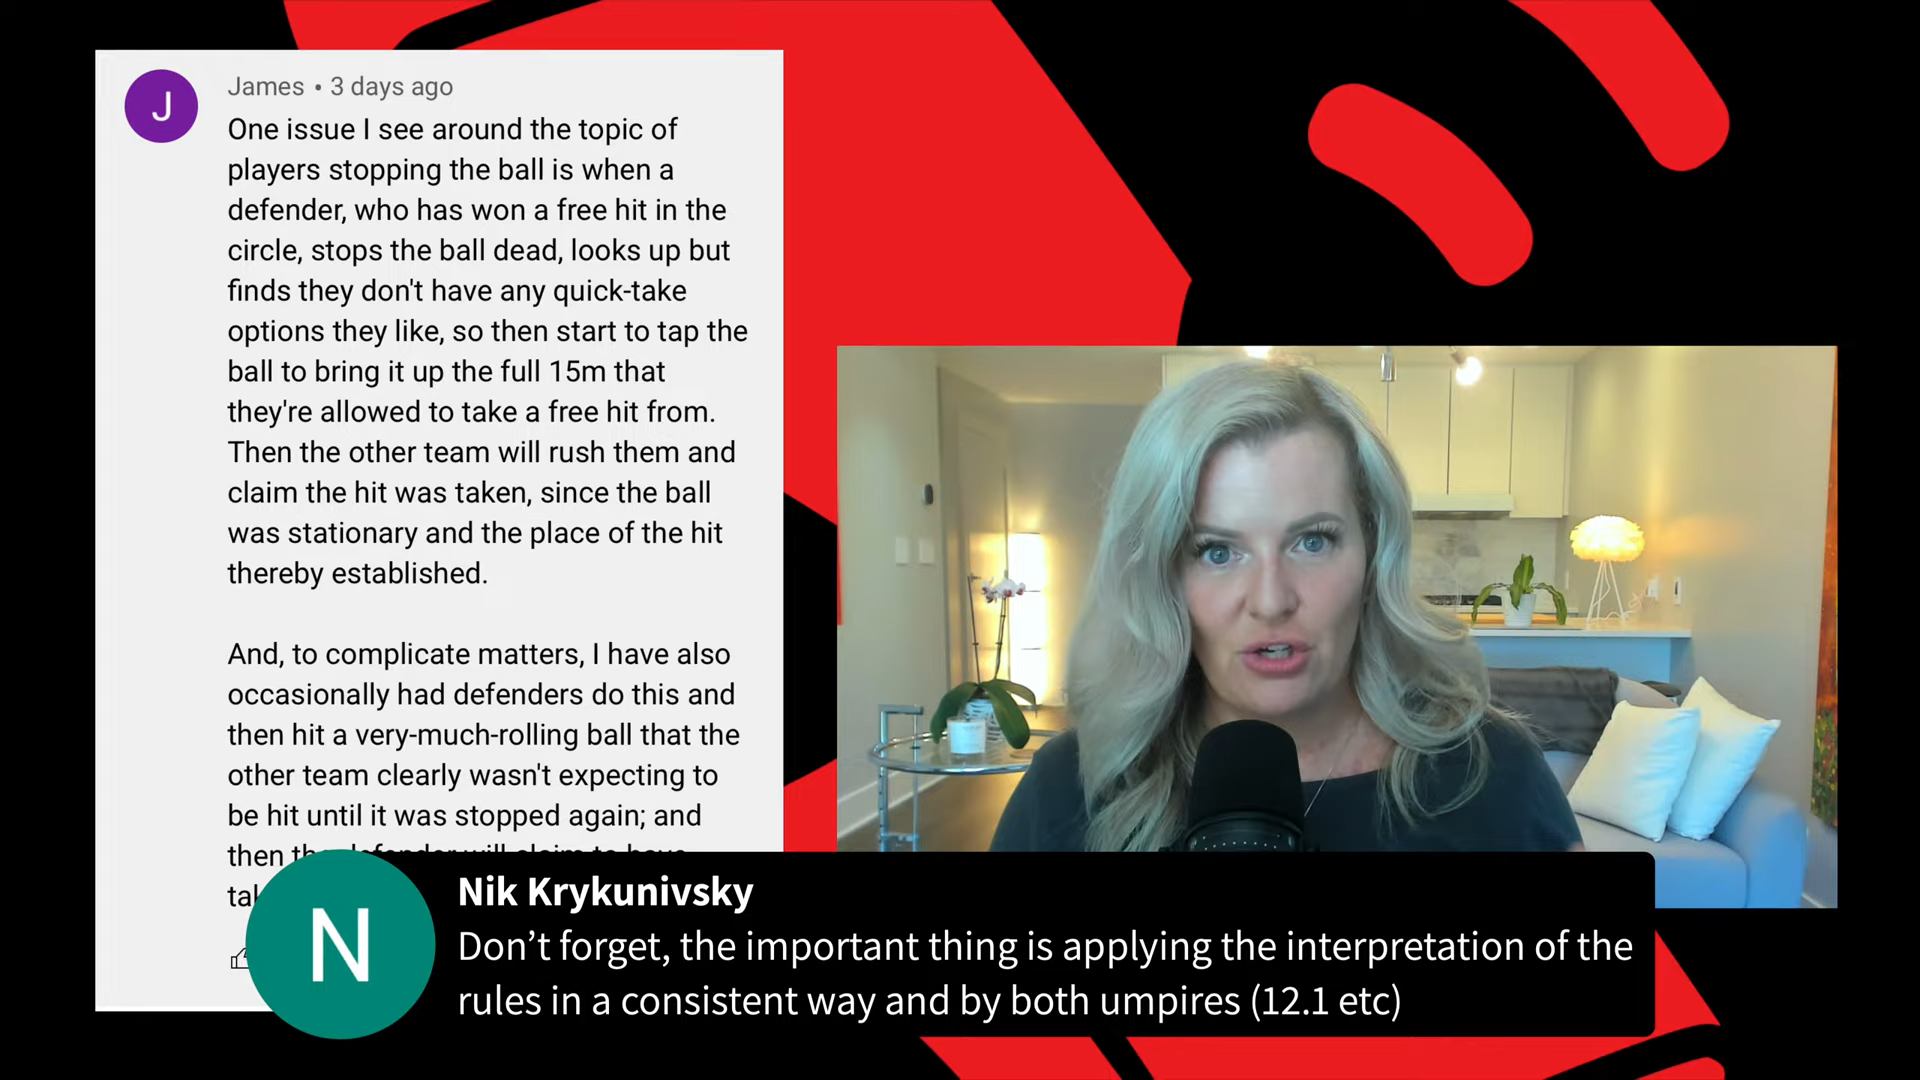 J
James • 3 days ago
One issue I see around the topic of
players stopping the ball is when a
defender, who has won a free hit in the
circle, stops the ball dead, looks up but
finds they don't have any quick-take
options they like, so then start to tap the
ball to bring it up the full 15m that
they're allowed to take a free hit from.
Then the other team will rush them and
claim the hit was taken, since the ball
was stationary and the place of the hit
thereby established.
And, to complicate matters, I have also
occasionally had defenders do this and
then hit a very-much-rolling ball that the
other team clearly wasn't expecting to
be hit until it was stopped again; and
then
N
Nik Krykunivsky
Don’t forget, the important thing is applying the interpretation of the
rules in a consistent way and by both umpires (12.1 etc)